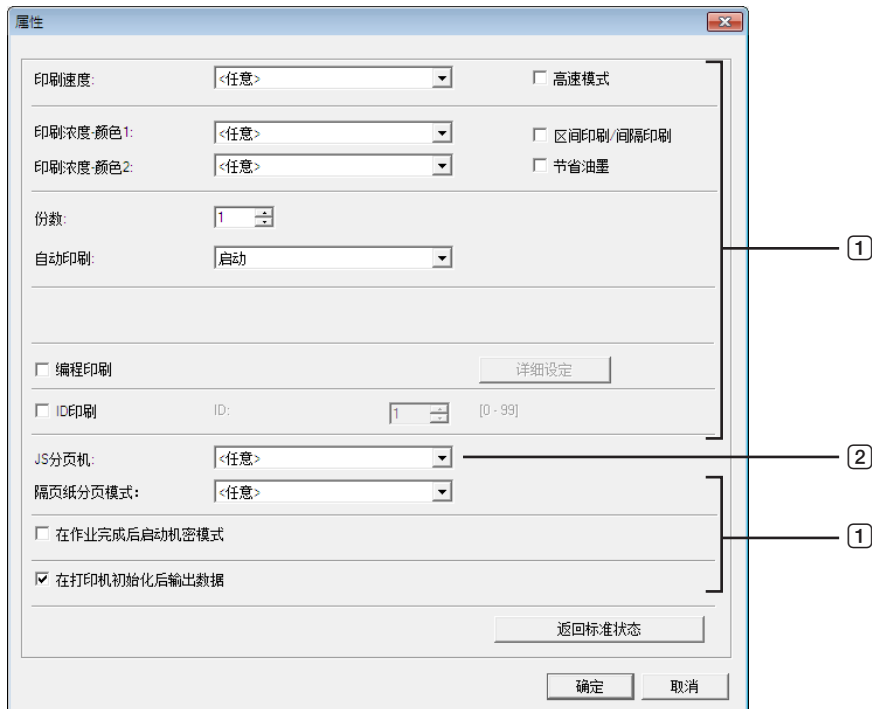 属性
印刷速度: <任意> 高速模式
印刷浓度-颜色1: <任意> 区间印刷/间隔印刷
印刷浓度-颜色2: <任意> 节省油墨
份数: 1
自动印刷: 启动
1
编程印刷 详细设定
ID印刷 ID: 1 [0 - 99]
JS分页机: <任意> 2
隔页纸分页模式: <任意>
在作业完成后启动机密模式 1
在打印机初始化后输出数据
返回标准状态
确定 取消